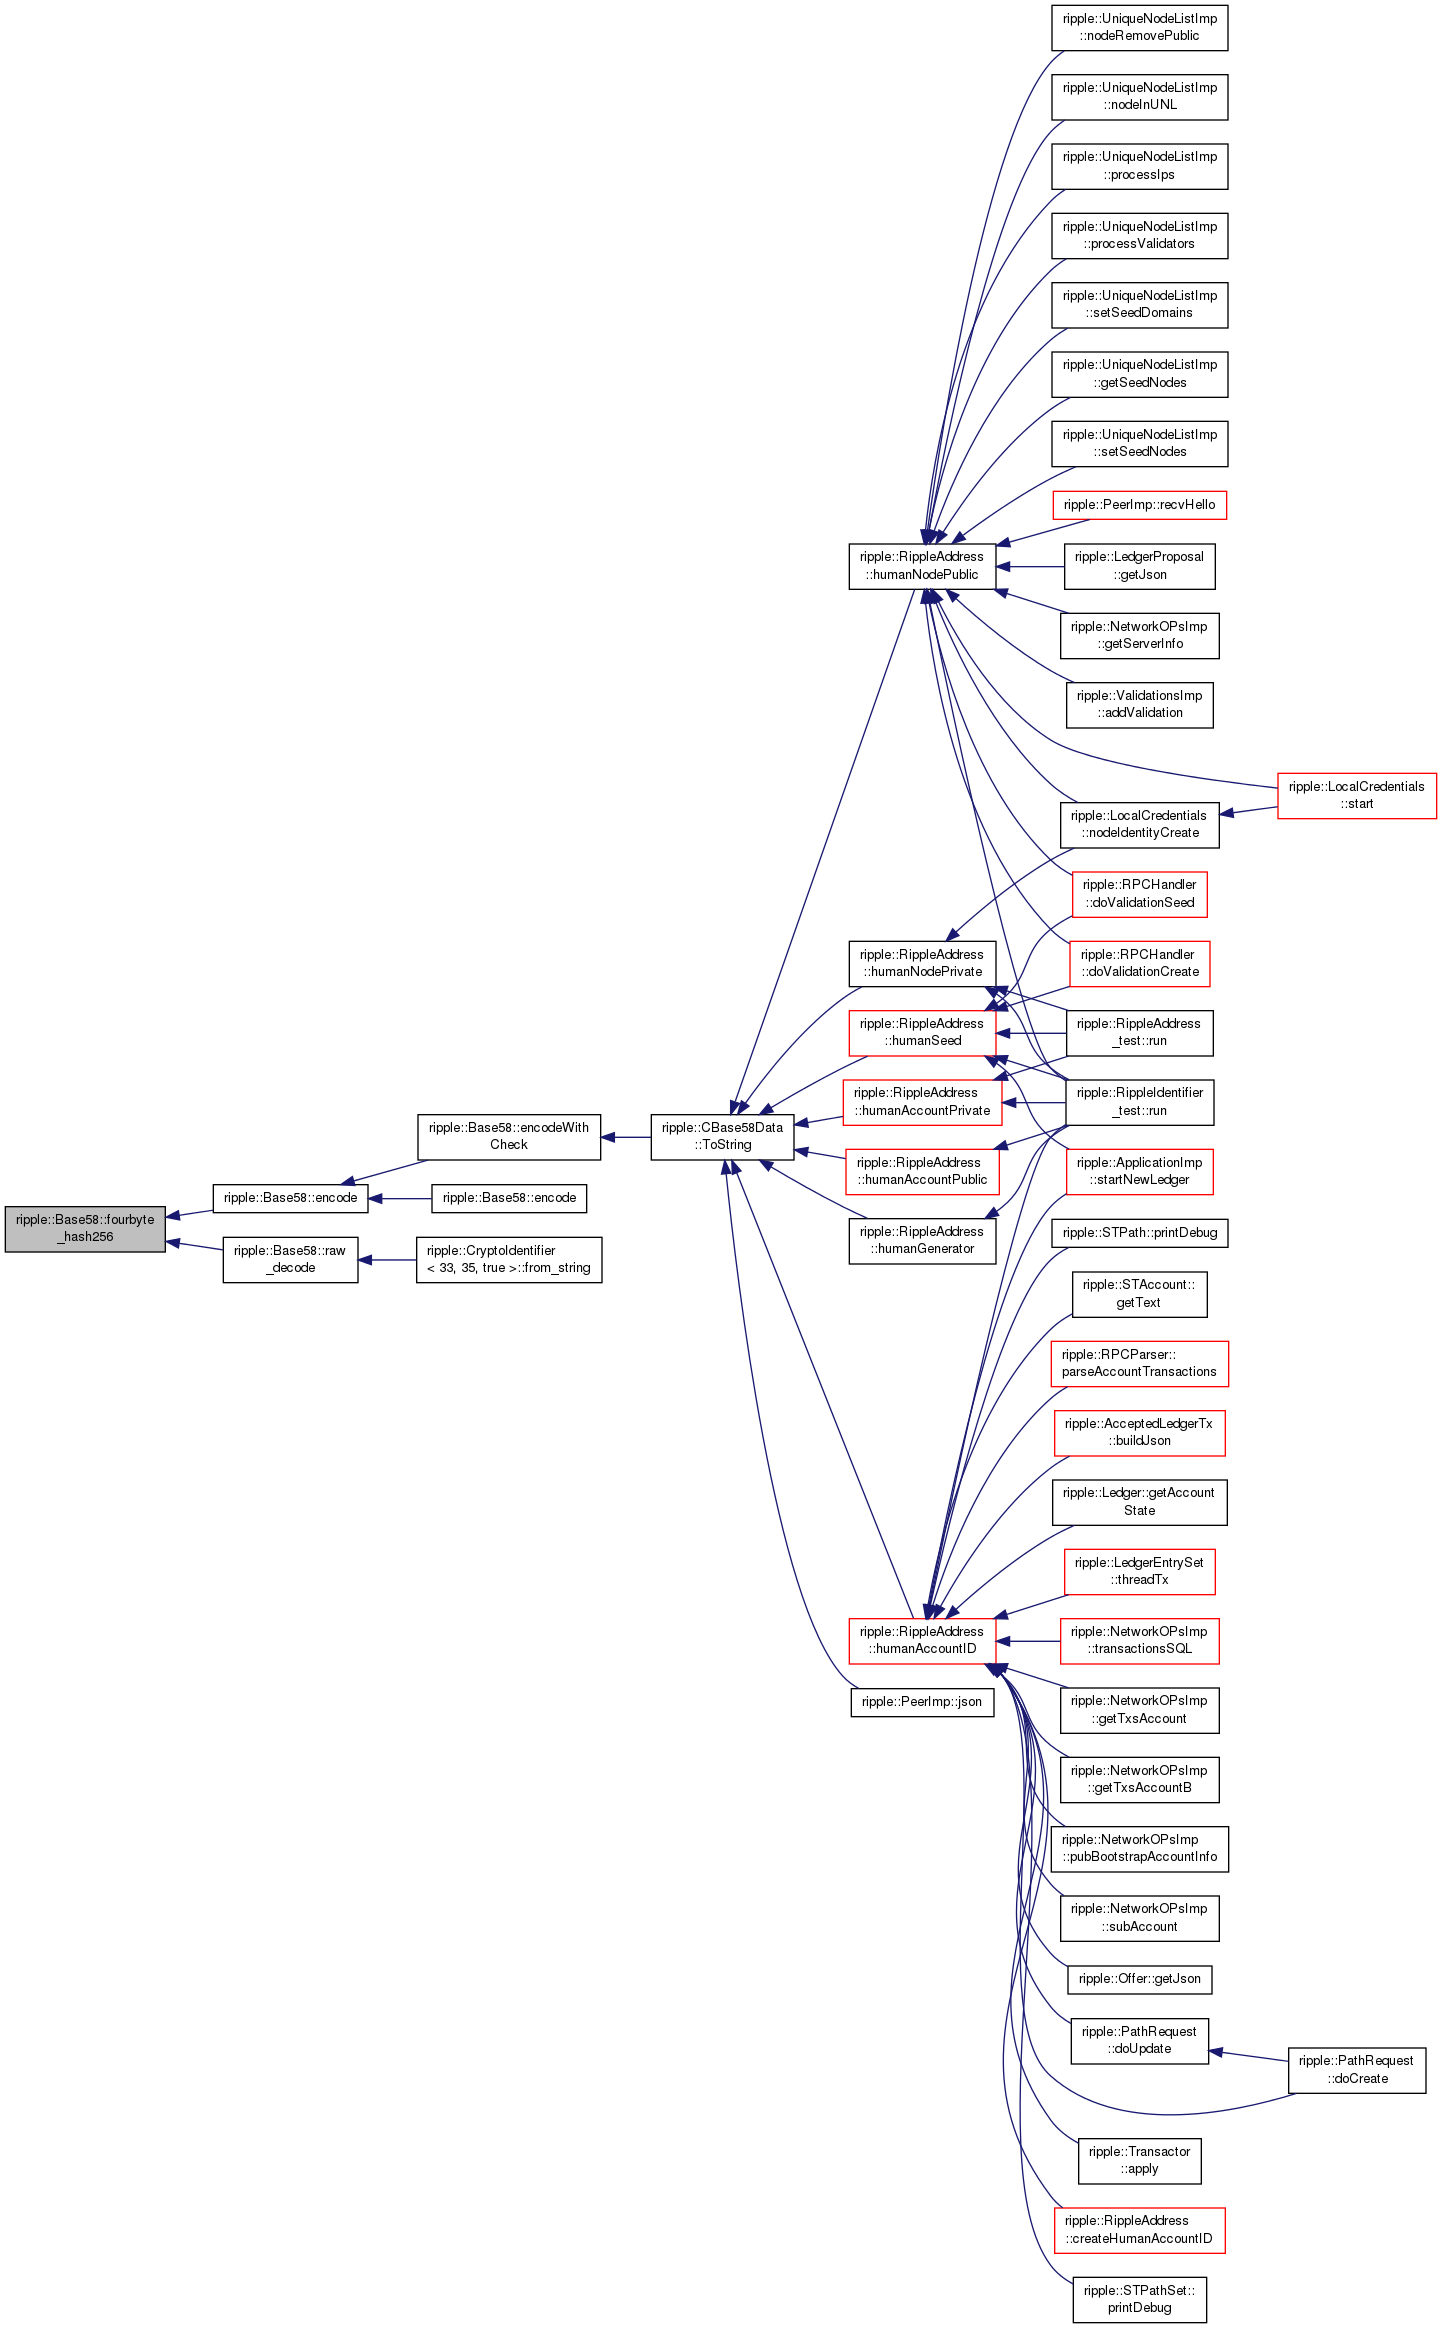 ripple::UniqueNodeListImp
::nodeRemovePublic
ripple::UniqueNodeListImp
::nodeInUNL
ripple::UniqueNodeListImp
::processIps
ripple::UniqueNodeListImp
::processValidators
ripple::UniqueNodeListImp
::setSeedDomains
ripple::UniqueNodeListImp
::getSeedNodes
ripple::UniqueNodeListImp
::setSeedNodes
ripple::PeerImp::recvHello
ripple::RippleAddress
::humanNodePublic
ripple::LedgerProposal
::getJson
ripple::NetworkOPsImp
::getServerInfo
ripple::ValidationsImp
::addValidation
ripple::LocalCredentials
::start
ripple::LocalCredentials
::nodeIdentityCreate
ripple::RPCHandler
::doValidationSeed
ripple::RippleAddress
::humanNodePrivate
ripple::RPCHandler
::doValidationCreate
ripple::RippleAddress
::humanSeed
ripple::RippleAddress
_test::run
ripple::RippleAddress
::humanAccountPrivate
ripple::RippleIdentifier
_test::run
ripple::Base58::encodeWith
Check
ripple::CBase58Data
::ToString
ripple::RippleAddress
::humanAccountPublic
ripple::ApplicationImp
::startNewLedger
ripple::Base58::fourbyte
_hash256
ripple::Base58::encode
ripple::Base58::encode
ripple::RippleAddress
::humanGenerator
ripple::STPath::printDebug
ripple::Base58::raw
_decode
ripple::CryptoIdentifier
< 33, 35, true >::from_string
ripple::STAccount::
getText
ripple::RPCParser::
parseAccountTransactions
ripple::AcceptedLedgerTx
::buildJson
ripple::Ledger::getAccount
State
ripple::LedgerEntrySet
::threadTx
ripple::RippleAddress
::humanAccountID
ripple::NetworkOPsImp
::transactionsSQL
ripple::PeerImp::json
ripple::NetworkOPsImp
::getTxsAccount
ripple::NetworkOPsImp
::getTxsAccountB
ripple::NetworkOPsImp
::pubBootstrapAccountInfo
ripple::NetworkOPsImp
::subAccount
ripple::Offer::getJson
ripple::PathRequest
::doUpdate
ripple::PathRequest
::doCreate
ripple::Transactor
::apply
ripple::RippleAddress
::createHumanAccountID
ripple::STPathSet::
printDebug